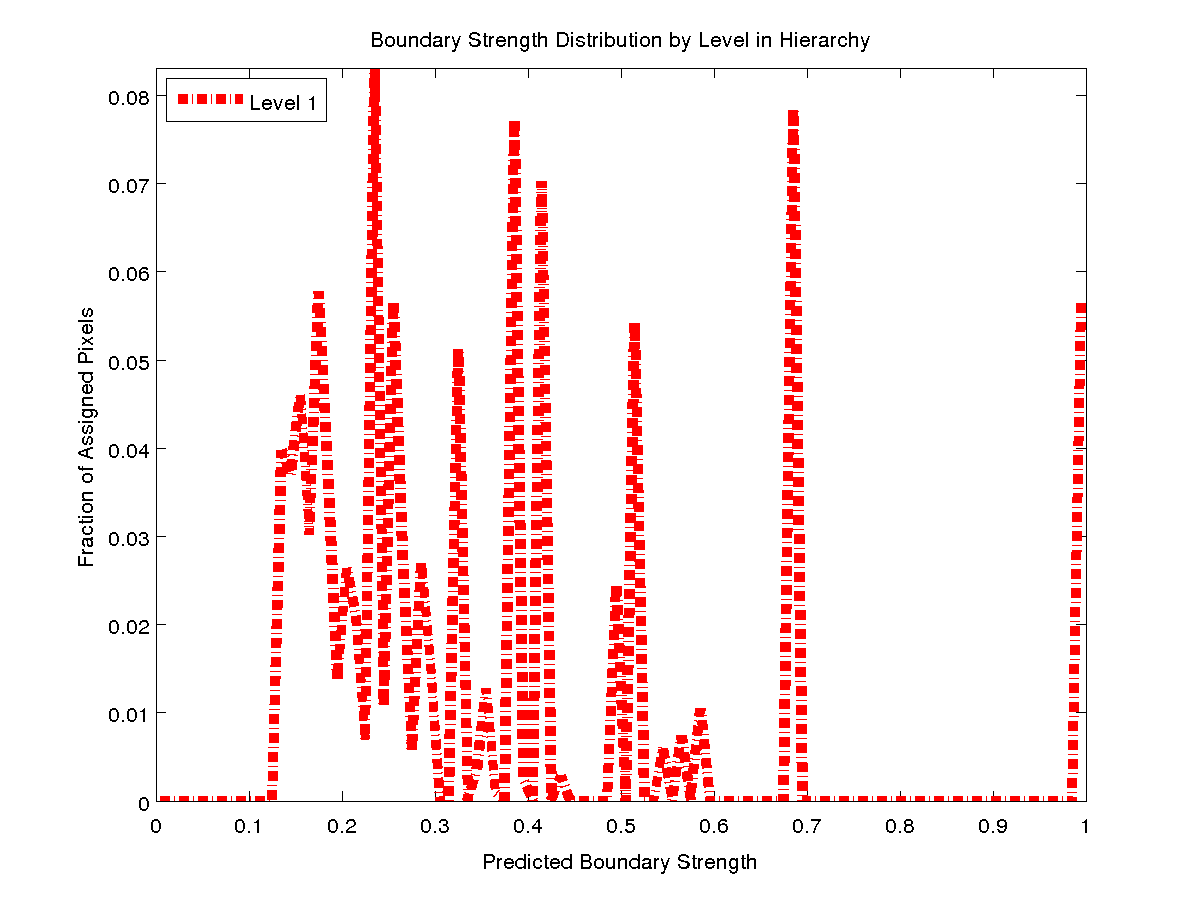 Boundary Strength Distribution by Level in Hierarchy
Level 1
0.08
0.07
0.06
0.05
0.04
0.03
0.02
0.01
0
Fraction of Assigned Pixels
0 0.1 0.2 0.3 0.4 0.5 0.6 0.7 0.8 0.9 1
Predicted Boundary Strength